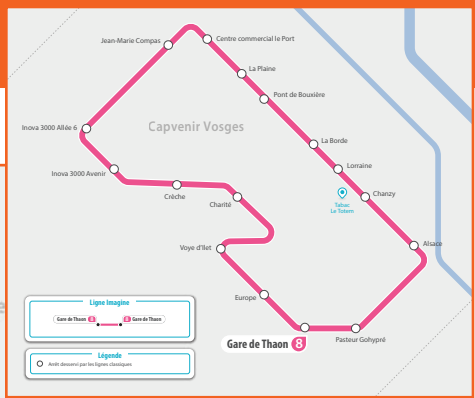 Jean-Marie Compas
Centre commercial le Port
La Plaine
Pont de Bouxière
Inova 3000 Allée 6
Capvenir Vosges
La Borde
Lorraine
Inova 3000 Avenir
Crèche
Charité
Chanzy
Tabac
Le Totem
Voye d'Ilet
Alsace
Europe
Gare de Thaon 8
Pasteur Gohypré
Ligne Imagine
Gare de Thaon 8 8 Gare de Thaon
Légende
Arrêt desservi par les lignes classiques